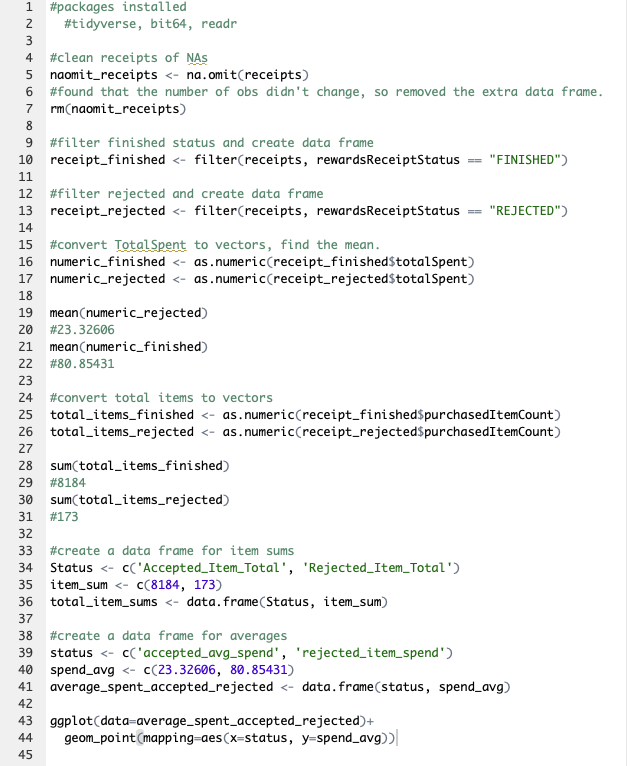 1 #packages installed
2 #tidyverse, bit64, readr
3
4 #clean receipts of NAs
5 naomit_receipts <- na.omit(receipts)
6 #found that the number of obs didn't change, so removed the extra data frame.
7 rm(naomit_receipts)
8
9 #filter finished status and create data frame
10 receipt_finished <- filter(receipts, rewardsReceiptStatus == "FINISHED")
11
12 #filter rejected and create data frame
13 receipt_rejected <- filter(receipts, rewardsReceiptStatus == "REJECTED")
14
15 #convert TotalSpent to vectors, find the mean.
16 numeric_finished <- as.numeric(receipt_finished$totalSpent)
17 numeric_rejected <- as.numeric(receipt_rejected$totalSpent)
18
19 mean(numeric_rejected)
20 #23.32606
21 mean(numeric_finished)
22 #80.85431
23
24 #convert total items to vectors
25 total_items_finished <- as.numeric(receipt_finished$purchasedItemCount)
26 total_items_rejected <- as.numeric(receipt_rejected$purchasedItemCount)
27
28 sum(total_items_finished)
29 #8184
30 sum(total_items_rejected)
31 #173
32
33 #create a data frame for item sums
34 Status <- c('Accepted_Item_Total', 'Rejected_Item_Total')
35 item_sum <- c(8184, 173)
36 total_item_sums <- data.frame(Status, item_sum)
37
38 #create a data frame for averages
39 status <- c('accepted_avg_spend', 'rejected_item_spend')
40 spend_avg <- c(23.32606, 80.85431)
41 average_spent_accepted_rejected <- data.frame(status, spend_avg)
42
43 ggplot(data=average_spent_accepted_rejected)+
44 geom_point(mapping=aes(x=status, y=spend_avg))
45